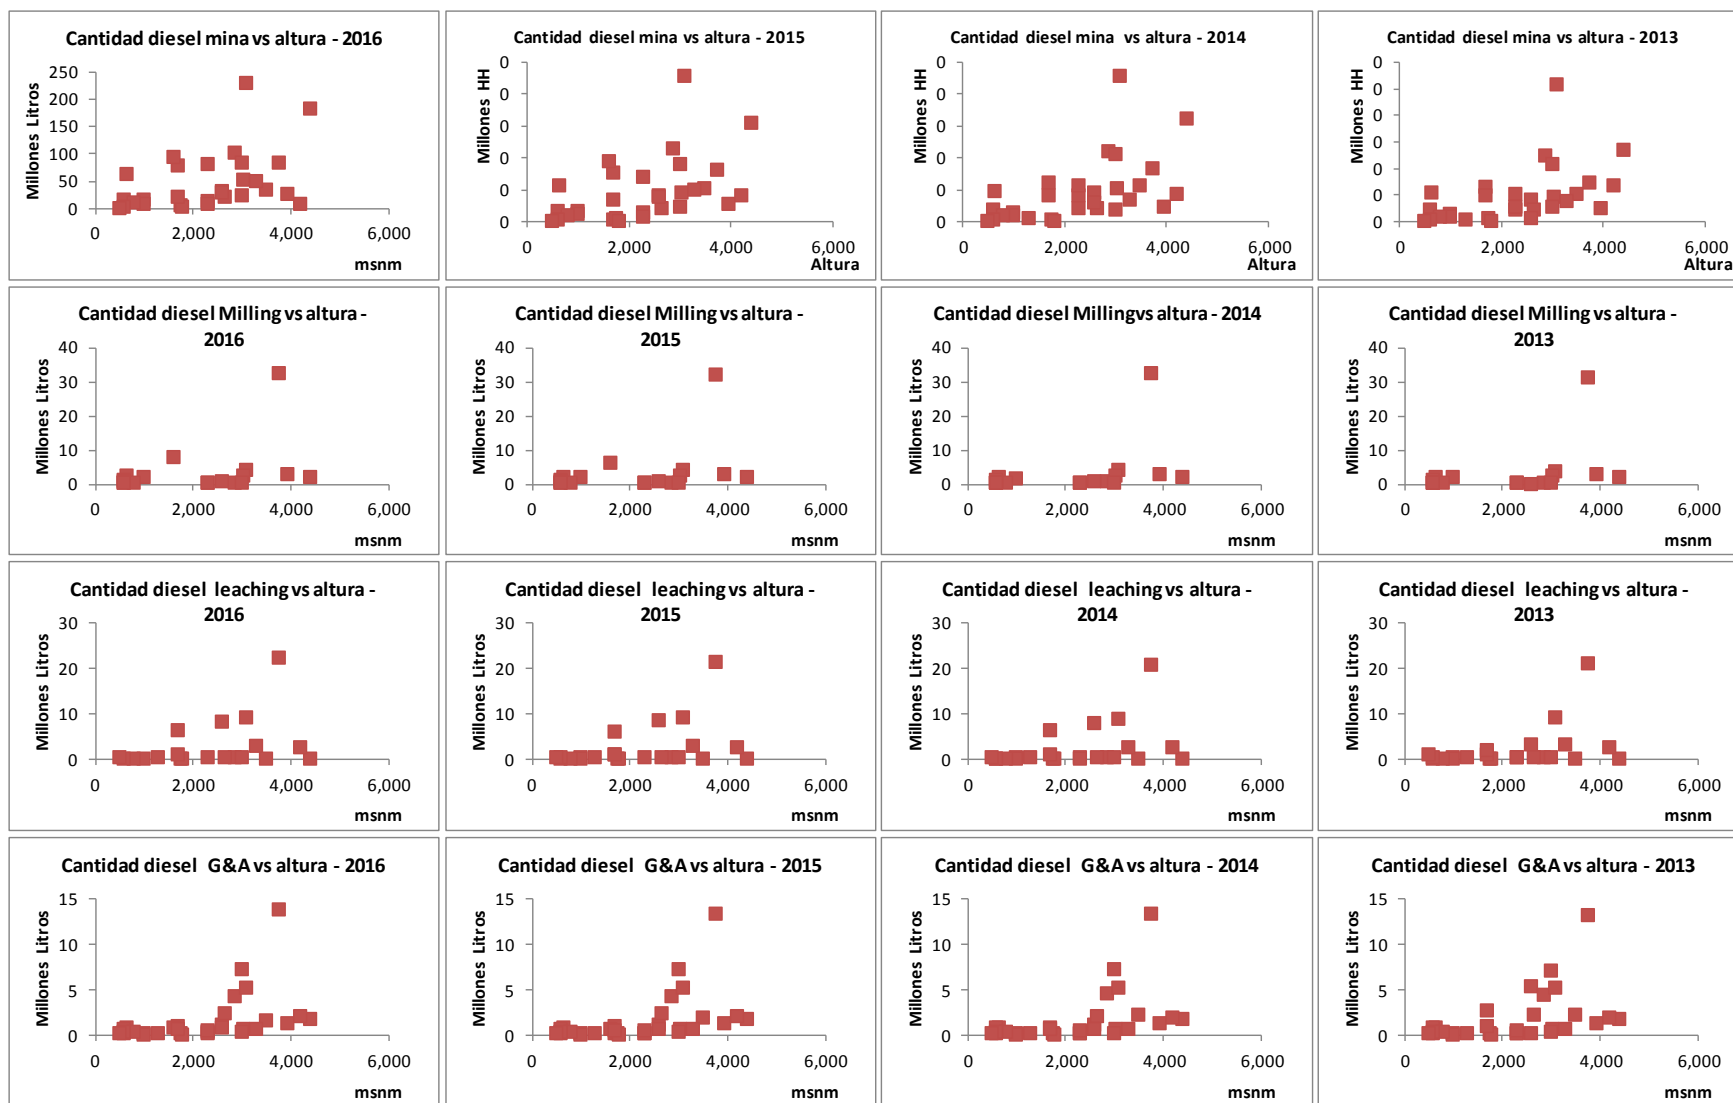 Cantidad diesel mina vs altura - 2016
Millones Litros
250
200
150
100
50
0
0 2,000 4,000 6,000
msnm
Cantidad diesel mina vs altura - 2015
Millones HH
0
0
0
0
0
0
0 2,000 4,000 6,000
Altura
Cantidad diesel mina vs altura - 2014
Millones HH
0
0
0
0
0
0
0 2,000 4,000 6,000
Altura
Cantidad diesel mina vs altura - 2013
Millones HH
0
0
0
0
0
0
0 2,000 4,000 6,000
Altura
Cantidad diesel Milling vs altura -
2016
Millones Litros
40
30
20
10
0
0 2,000 4,000 6,000
msnm
Cantidad diesel Milling vs altura -
2015
Millones Litros
40
30
20
10
0
0 2,000 4,000 6,000
msnm
Cantidad diesel Millingvs altura - 2014
Millones Litros
40
30
20
10
0
0 2,000 4,000 6,000
msnm
Cantidad diesel Milling vs altura -
2013
Millones Litros
40
30
20
10
0
0 2,000 4,000 6,000
msnm
Cantidad diesel leaching vs altura -
2016
Millones Litros
30
20
10
0
0 2,000 4,000 6,000
msnm
Cantidad diesel leaching vs altura -
2015
Millones Litros
30
20
10
0
0 2,000 4,000 6,000
msnm
Cantidad diesel leaching vs altura -
2014
Millones Litros
30
20
10
0
0 2,000 4,000 6,000
msnm
Cantidad diesel leaching vs altura -
2013
Millones Litros
30
20
10
0
0 2,000 4,000 6,000
msnm
Cantidad diesel G&A vs altura - 2016
Millones Litros
15
10
5
0
0 2,000 4,000 6,000
msnm
Cantidad diesel G&A vs altura - 2015
Millones Litros
15
10
5
0
0 2,000 4,000 6,000
msnm
Cantidad diesel G&A vs altura - 2014
Millones Litros
15
10
5
0
0 2,000 4,000 6,000
msnm
Cantidad diesel G&A vs altura - 2013
Millones Litros
15
10
5
0
0 2,000 4,000 6,000
msnm